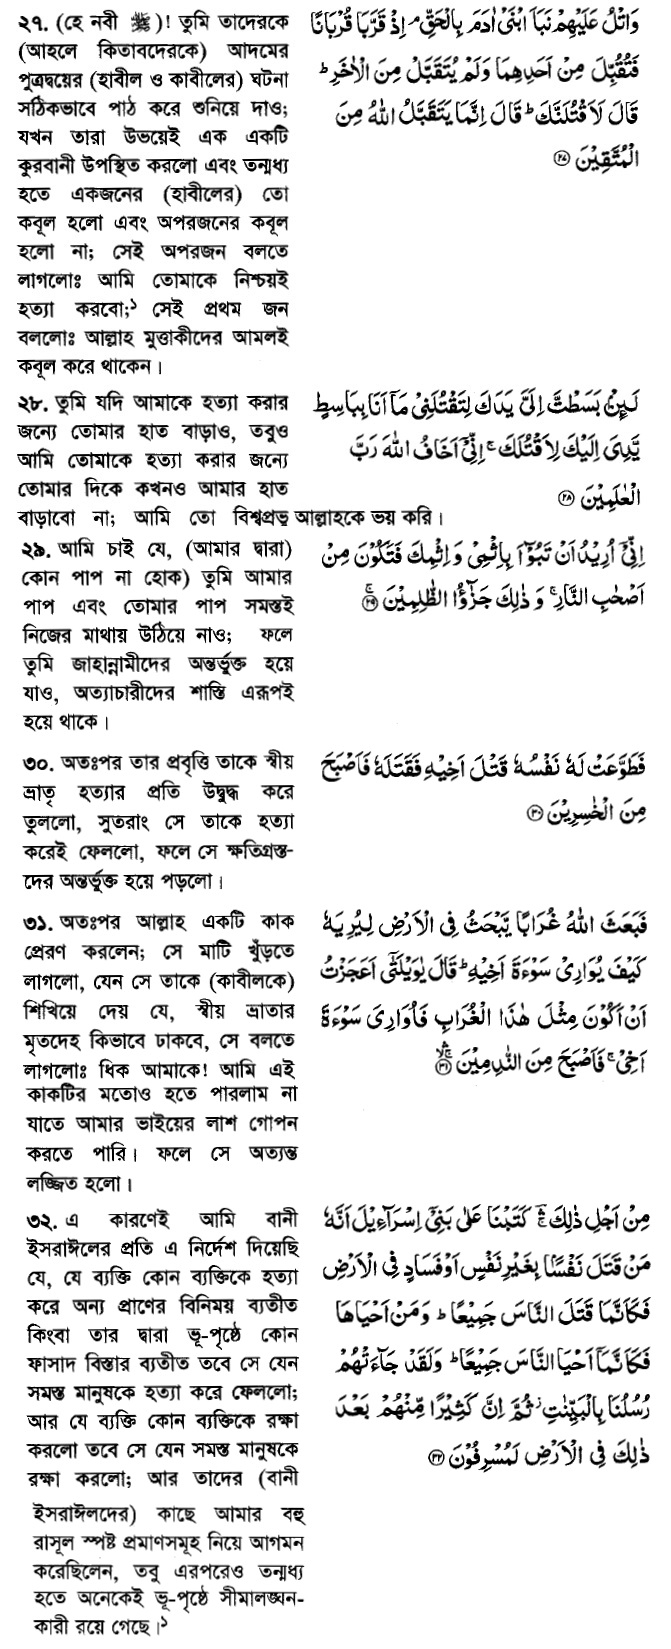 ২৭. (হে নবী ﷺ)! তুমি তাদেরকে
(আহলে কিতাবদেরকে) আদমের
পুত্রদ্বয়ের (হাবীল ও কাবীলের) ঘটনা
সঠিকভাবে পাঠ করে শুনিয়ে দাও;
যখন তারা উভয়েই এক একটি
কুরবানী উপস্থিত করলো এবং তন্মধ্য
হতে একজনের (হাবীলের) তো
কবূল হলো এবং অপরজনের কবূল
হলো না; সেই অপরজন বলতে
লাগলোঃ আমি তোমাকে নিশ্চয়ই
হত্যা করবো;১ সেই প্রথম জন
বললোঃ আল্লাহ মুত্তাকীদের আমলই
কবূল করে থাকেন।
وَاتْلُ عَلَيْهِمْ نَبَاَ ابْنَىْ اٰدَمَ بِالْحَقِّ ۘ اِذْ قَرَّبَا قُرْبَانًا
فَتُقُبِّلَ مِنْ اَحَدِهِمَا وَلَمْ يُتَقَبَّلْ مِنَ الْاٰخَرِ ؕ
قَالَ لَاَقْتُلَنَّكَ ؕ قَالَ اِنَّمَا يَتَقَبَّلُ اللّٰهُ مِنَ
الْمُتَّقِيْنَ ﴿۲۷﴾
২৮. তুমি যদি আমাকে হত্যা করার
জন্যে তোমার হাত বাড়াও, তবুও
আমি তোমাকে হত্যা করার জন্যে
তোমার দিকে কখনও আমার হাত
বাড়াবো না; আমি তো বিশ্বপ্রভু আল্লাহকে ভয় করি।
لَئِنْۢ بَسَطْتَّ اِلَىَّ يَدَكَ لِتَقْتُلَنِىْ مَاۤ اَنَا بِبَاسِطٍ
يَّدِىَ اِلَيْكَ لِاَقْتُلَكَ ۚ اِنِّىْۤ اَخَافُ اللّٰهَ رَبَّ
الْعٰلَمِيْنَ ﴿۲۸﴾
২৯. আমি চাই যে, (আমার দ্বারা)
কোন পাপ না হোক) তুমি আমার
পাপ এবং তোমার পাপ সমস্তই
নিজের মাথায় উঠিয়ে নাও; ফলে
তুমি জাহান্নামীদের অন্তর্ভুক্ত হয়ে
যাও, অত্যাচারীদের শাস্তি এরূপই
হয়ে থাকে।
اِنِّىْۤ اُرِيْدُ اَنْ تَبُوْٓاَ بِاِثْمِىْ وَ اِثْمِكَ فَتَكُوْنَ مِنْ
اَصْحٰبِ النَّارِ ۚ وَ ذٰلِكَ جَزٰٓؤُا الظّٰلِمِيْنَ ﴿ۚ۲۹﴾
৩০. অতঃপর তার প্রবৃত্তি তাকে স্বীয়
ভ্রাতৃ হত্যার প্রতি উদ্বুদ্ধ করে
তুললো, সুতরাং সে তাকে হত্যা
করেই ফেললো, ফলে সে ক্ষতিগ্রস্ত-
দের অন্তর্ভুক্ত হয়ে পড়লো।
فَطَوَّعَتْ لَهٗ نَفْسُهٗ قَتْلَ اَخِيْهِ فَقَتَلَهٗ فَاَصْبَحَ
مِنَ الْخٰسِرِيْنَ ﴿۳۰﴾
৩১. অতঃপর আল্লাহ একটি কাক
প্রেরণ করলেন; সে মাটি খুঁড়তে
লাগলো, যেন সে তাকে (কাবীলকে)
শিখিয়ে দেয় যে, স্বীয় ভ্রাতার
মৃতদেহ কিভাবে ঢাকবে, সে বলতে
লাগলোঃ ধিক আমাকে! আমি এই
কাকটির মতোও হতে পারলাম না
যাতে আমার ভাইয়ের লাশ গোপন
করতে পারি। ফলে সে অত্যন্ত
লজ্জিত হলো।
فَبَعَثَ اللّٰهُ غُرَابًا يَّبْحَثُ فِى الْاَرْضِ لِيُرِيَهٗ
كَيْفَ يُوَارِىْ سَوْءَةَ اَخِيْهِ ؕ قَالَ يٰوَيْلَتٰٓى اَعَجَزْتُ
اَنْ اَكُوْنَ مِثْلَ هٰذَا الْغُرَابِ فَاُوَارِىَ سَوْءَةَ
اَخِىْ ۚ فَاَصْبَحَ مِنَ النّٰدِمِيْنَ ﴿۳۱﴾
৩২. এ কারণেই আমি বানী
ইসরাঈলের প্রতি এ নির্দেশ দিয়েছি
যে, যে ব্যক্তি কোন ব্যক্তিকে হত্যা
করে অন্য প্রাণের বিনিময় ব্যতীত
কিংবা তার দ্বারা ভূ-পৃষ্ঠে কোন
ফাসাদ বিস্তার ব্যতীত তবে সে যেন
সমস্ত মানুষকে হত্যা করে ফেললো;
আর যে ব্যক্তি কোন ব্যক্তিকে রক্ষা
করলো তবে সে যেন সমস্ত মানুষকে
রক্ষা করলো; আর তাদের (বানী
ইসরাঈলদের) কাছে আমার বহু
রাসূল স্পষ্ট প্রমাণসমূহ নিয়ে আগমন
করেছিলেন, তবু এরপরেও তন্মধ্য
হতে অনেকেই ভূ-পৃষ্ঠে সীমালঙ্ঘন-
কারী রয়ে গেছে।১
مِنْ اَجْلِ ذٰلِكَ ۛ كَتَبْنَا عَلٰى بَنِىْۤ اِسْرَآءِيْلَ اَنَّهٗ
مَنْ قَتَلَ نَفْسًۢا بِغَيْرِ نَفْسٍ اَوْ فَسَادٍ فِى الْاَرْضِ
فَكَاَنَّمَا قَتَلَ النَّاسَ جَمِيْعًا ؕ وَمَنْ اَحْيَاهَا
فَكَاَنَّمَاۤ اَحْيَا النَّاسَ جَمِيْعًا ؕ وَلَقَدْ جَآءَتْهُمْ
رُسُلُنَا بِالْبَيِّنٰتِ ۫ ثُمَّ اِنَّ كَثِيْرًا مِّنْهُمْ بَعْدَ
ذٰلِكَ فِى الْاَرْضِ لَمُسْرِفُوْنَ ﴿۳۲﴾